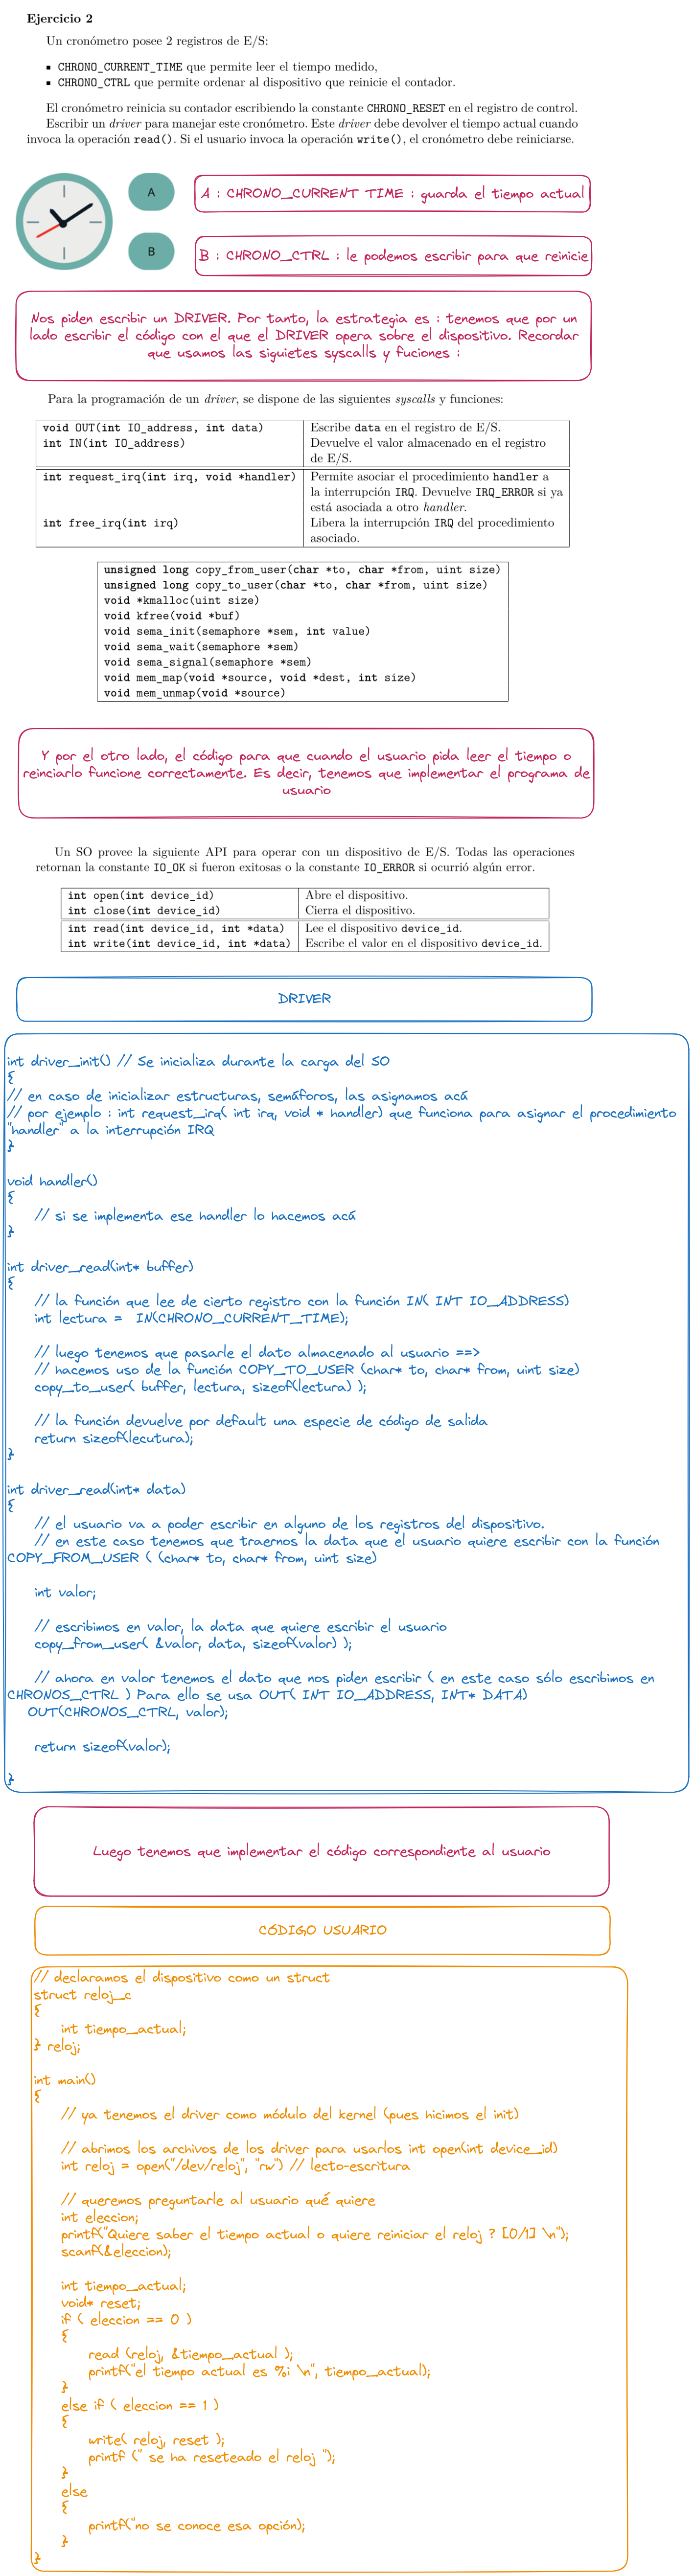 Ejercicio 2
Un cronómetro posee 2 registros de E/S:
▪ CHRONO_CURRENT_TIME que permite leer el tiempo medido,
▪ CHRONO_CTRL que permite ordenar al dispositivo que reinicie el contador.
El cronómetro reinicia su contador escribiendo la constante CHRONO_RESET en el registro de control.
Escribir un driver para manejar este cronómetro. Este driver debe devolver el tiempo actual cuando
invoca la operación read(). Si el usuario invoca la operación write(), el cronómetro debe reiniciarse.
A
A : CHRONO_CURRENT TIME : guarda el tiempo actual
B
B : CHRONO_CTRL : le podemos escribir para que reinicie
Nos piden escribir un DRIVER. Por tanto, la estrategia es : tenemos que por un
lado escribir el código con el que el DRIVER opera sobre el dispositivo. Recordar
que usamos las siguietes syscalls y fuciones :
Para la programación de un driver, se dispone de las siguientes syscalls y funciones:
void OUT(int IO_address, int data) Escribe data en el registro de E/S.
int IN(int IO_address) Devuelve el valor almacenado en el registro
de E/S.
int request_irq(int irq, void *handler) Permite asociar el procedimiento handler a
la interrupción IRQ. Devuelve IRQ_ERROR si ya
está asociada a otro handler.
int free_irq(int irq) Libera la interrupción IRQ del procedimiento
asociado.
unsigned long copy_from_user(char *to, char *from, uint size)
unsigned long copy_to_user(char *to, char *from, uint size)
void *kmalloc(uint size)
void kfree(void *buf)
void sema_init(semaphore *sem, int value)
void sema_wait(semaphore *sem)
void sema_signal(semaphore *sem)
void mem_map(void *source, void *dest, int size)
void mem_unmap(void *source)
Y por el otro lado, el código para que cuando el usuario pida leer el tiempo o
reinciarlo funcione correctamente. Es decir, tenemos que implementar el programa de
usuario
Un SO provee la siguiente API para operar con un dispositivo de E/S. Todas las operaciones
retornan la constante IO_OK si fueron exitosas o la constante IO_ERROR si ocurrió algún error.
int open(int device_id) Abre el dispositivo.
int close(int device_id) Cierra el dispositivo.
int read(int device_id, int *data) Lee el dispositivo device_id.
int write(int device_id, int *data) Escribe el valor en el dispositivo device_id.
DRIVER
int driver_init() // Se inicializa durante la carga del SO
{
// en caso de inicializar estructuras, semáforos, las asignamos acá
// por ejemplo : int request_irq( int irq, void * handler) que funciona para asignar el procedimiento
"handler" a la interrupción IRQ
}
void handler()
{
// si se implementa ese handler lo hacemos acá
}
int driver_read(int* buffer)
{
// la función que lee de cierto registro con la función IN( INT IO_ADDRESS)
int lectura = IN(CHRONO_CURRENT_TIME);
// luego tenemos que pasarle el dato almacenado al usuario ==>
// hacemos uso de la función COPY_TO_USER (char* to, char* from, uint size)
copy_to_user( buffer, lectura, sizeof(lectura) );
// la función devuelve por default una especie de código de salida
return sizeof(lecutura);
}
int driver_read(int* data)
{
// el usuario va a poder escribir en alguno de los registros del dispositivo.
// en este caso tenemos que traernos la data que el usuario quiere escribir con la función
COPY_FROM_USER ( (char* to, char* from, uint size)
int valor;
// escribimos en valor, la data que quiere escribir el usuario
copy_from_user( &valor, data, sizeof(valor) );
// ahora en valor tenemos el dato que nos piden escribir ( en este caso sólo escribimos en
CHRONOS_CTRL ) Para ello se usa OUT( INT IO_ADDRESS, INT* DATA)
OUT(CHRONOS_CTRL, valor);
return sizeof(valor);
}
Luego tenemos que implementar el código correspondiente al usuario
CÓDIGO USUARIO
// declaramos el dispositivo como un struct
struct reloj_c
{
int tiempo_actual;
} reloj;
int main()
{
// ya tenemos el driver como módulo del kernel (pues hicimos el init)
// abrimos los archivos de los driver para usarlos int open(int device_id)
int reloj = open("/dev/reloj", "rw") // lecto-escritura
// queremos preguntarle al usuario qué quiere
int eleccion;
printf("Quiere saber el tiempo actual o quiere reiniciar el reloj ? [0/1] \n");
scanf(&eleccion);
int tiempo_actual;
void* reset;
if ( eleccion == 0 )
{
read (reloj, &tiempo_actual );
printf("el tiempo actual es %i \n", tiempo_actual);
}
else if ( eleccion == 1 )
{
write( reloj, reset );
printf (" se ha reseteado el reloj ");
}
else
{
printf("no se conoce esa opción);
}
}